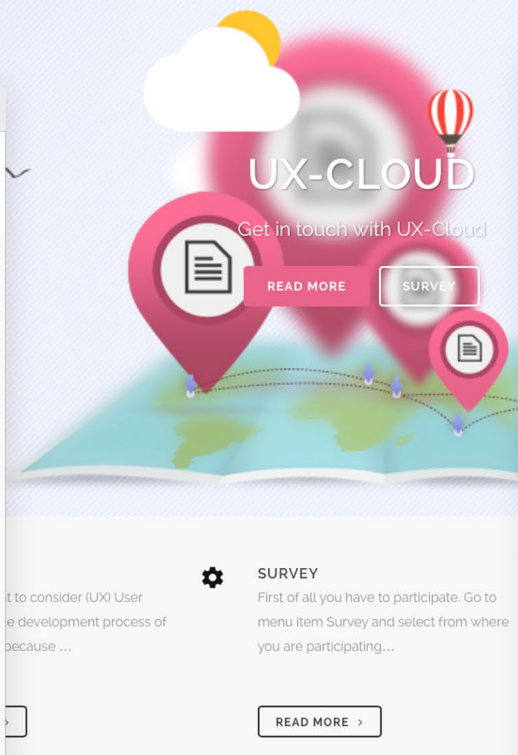 UX-CLOUD
Get in touch with UX-Cloud
READ MORE
SURVEY
t to consider (UX) User
e development process of
because ...
SURVEY
First of all you have to participate. Go to
menu item Survey and select from where
you are participating...
READ MORE